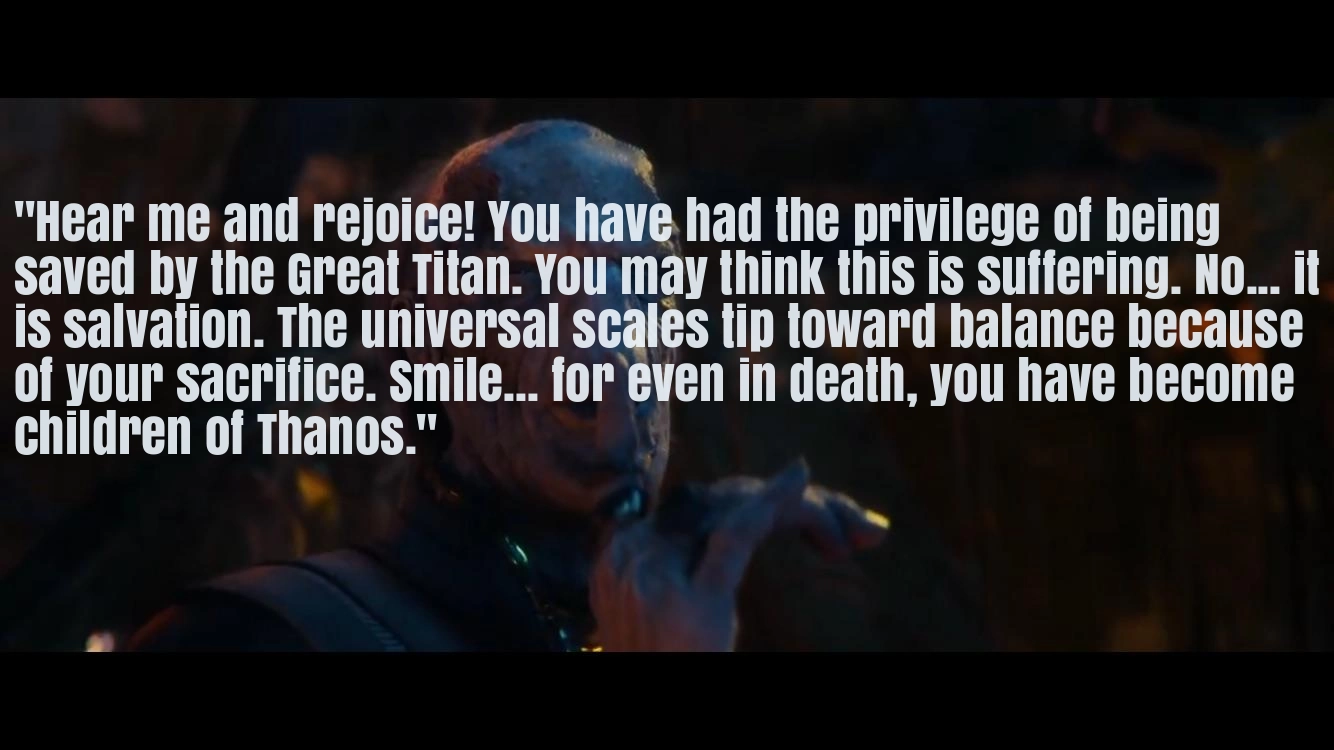 "Hear me and rejoice! You have had the privilege of being
saved by the Great Titan. You may think this is suffering. No... it
is salvation. The universal scales tip toward balance because
of your sacrifice. Smile... for even in death, you have become
children of Thanos."